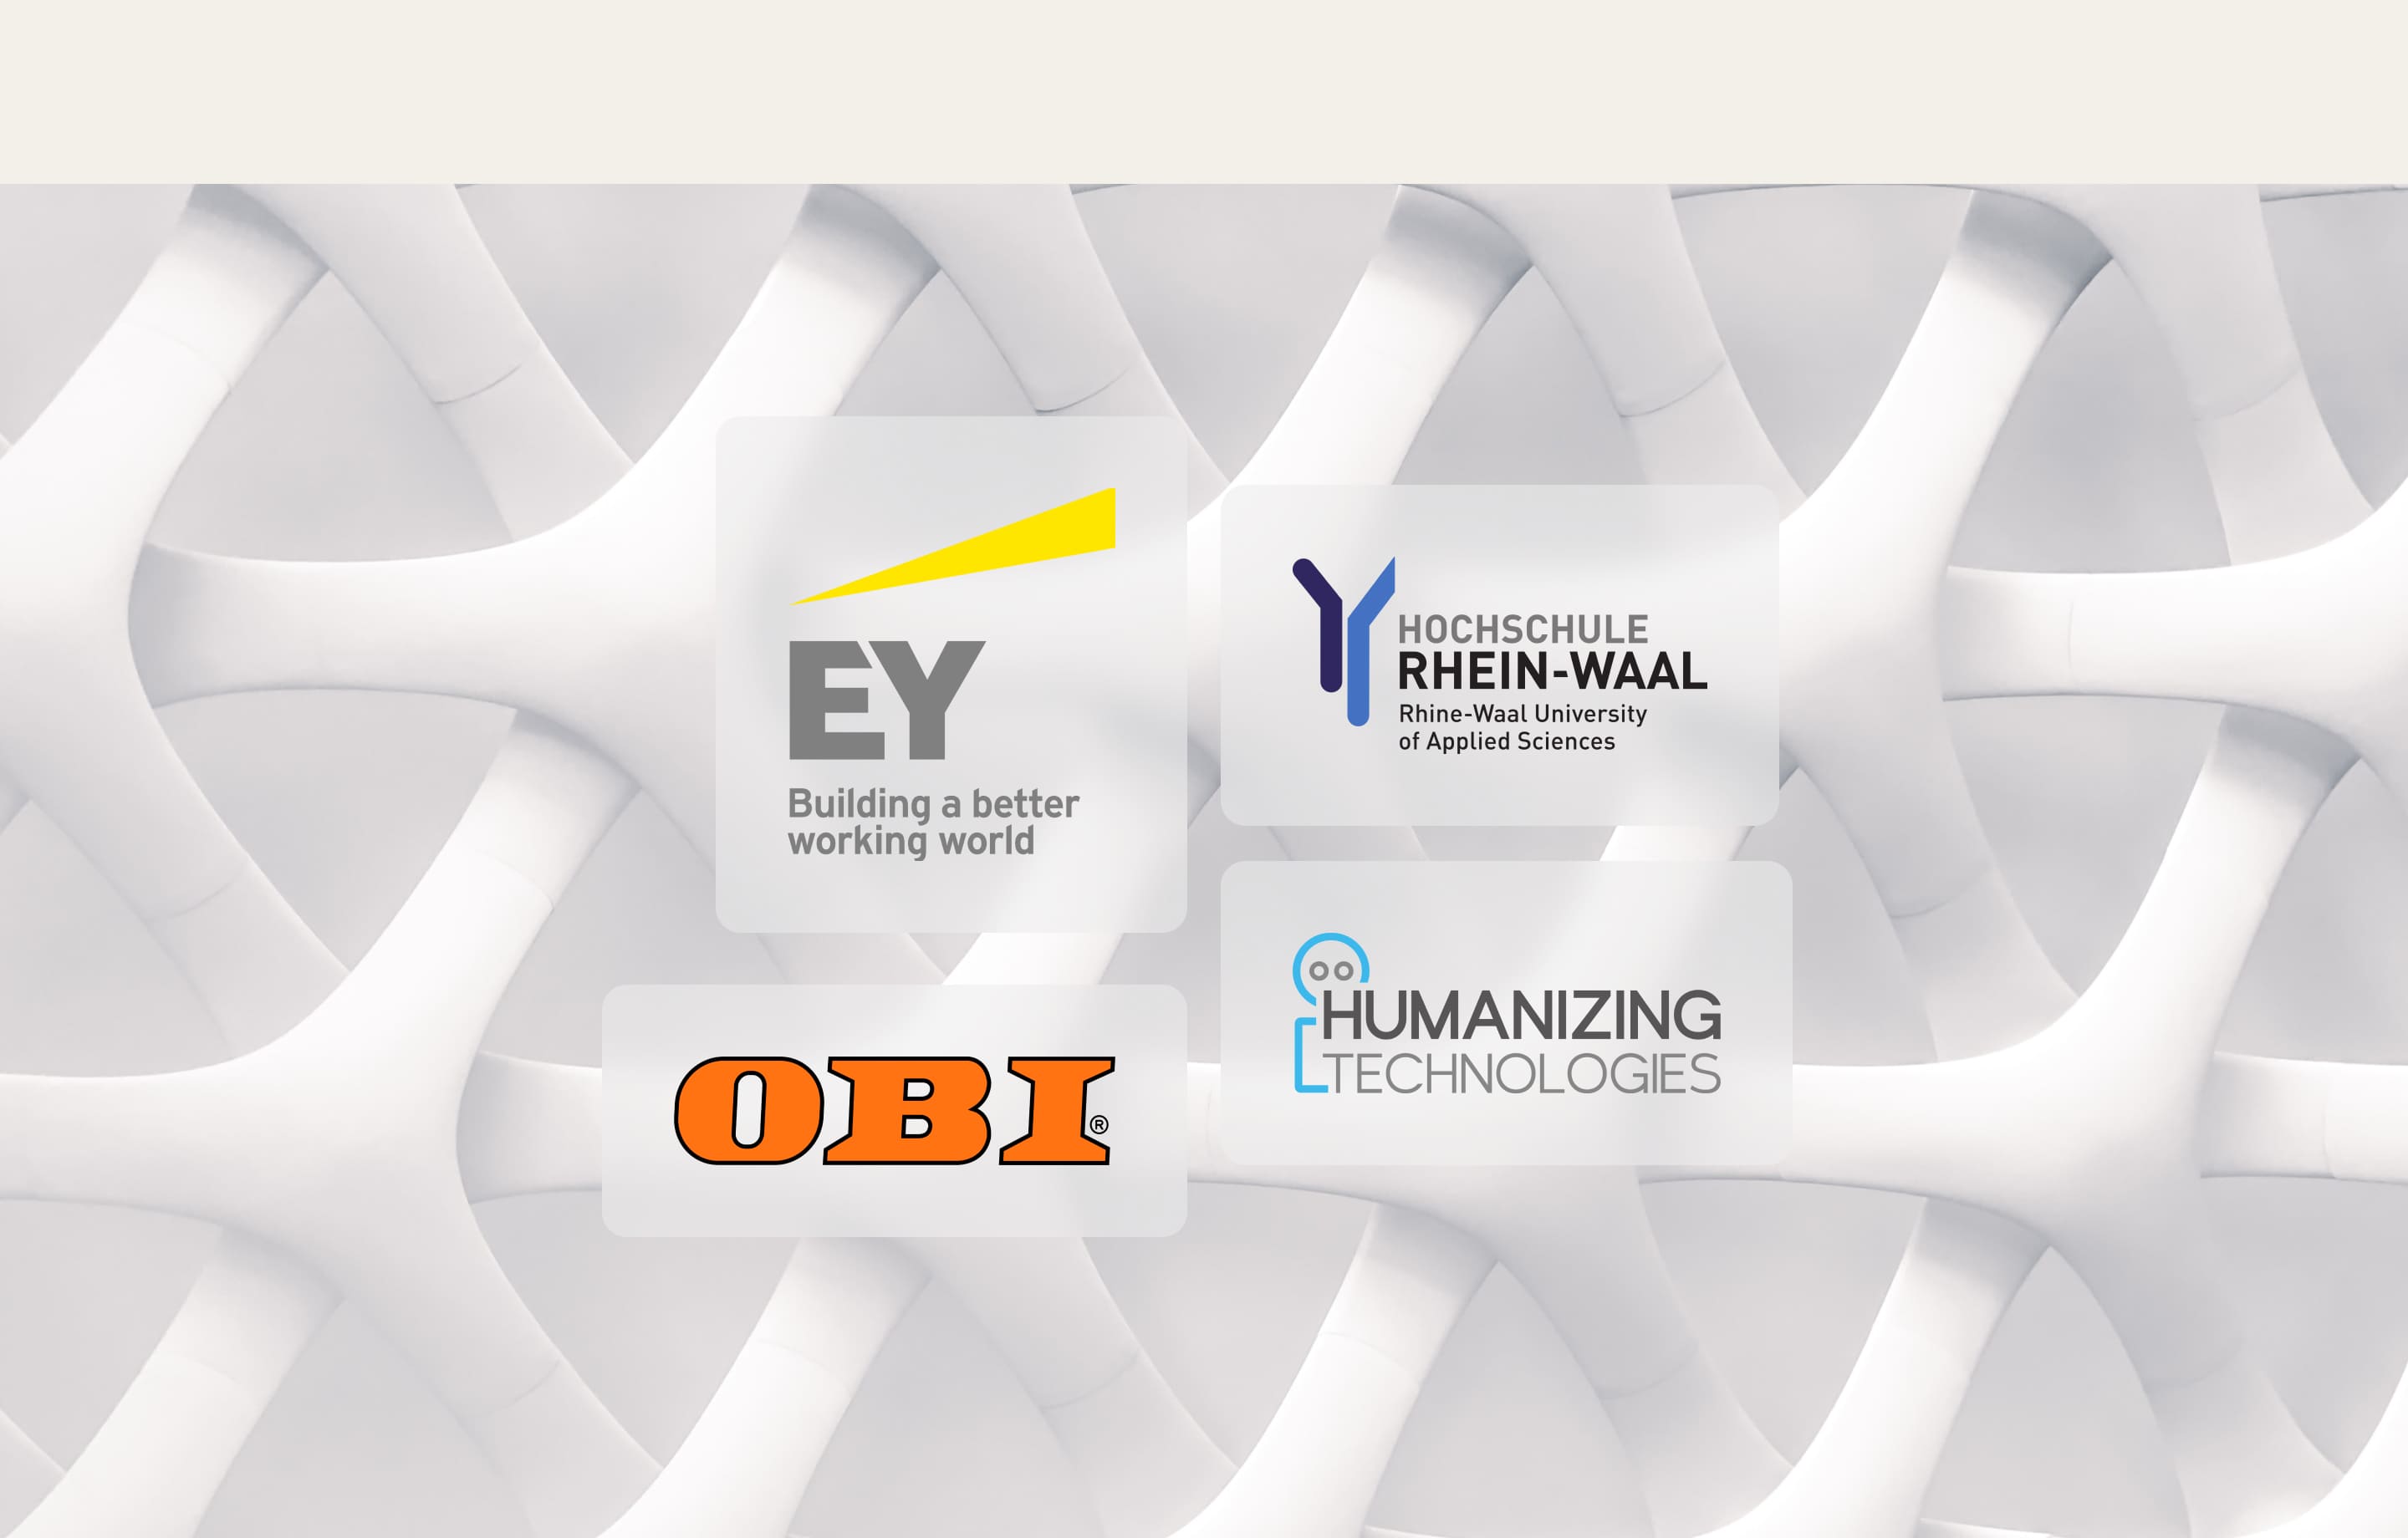 EY
Building a better
working world
HOCHSCHULE
RHEIN-WAAL
Rhine-Waal University
of Applied Sciences
OBI®
HUMANIZING
TECHNOLOGIES